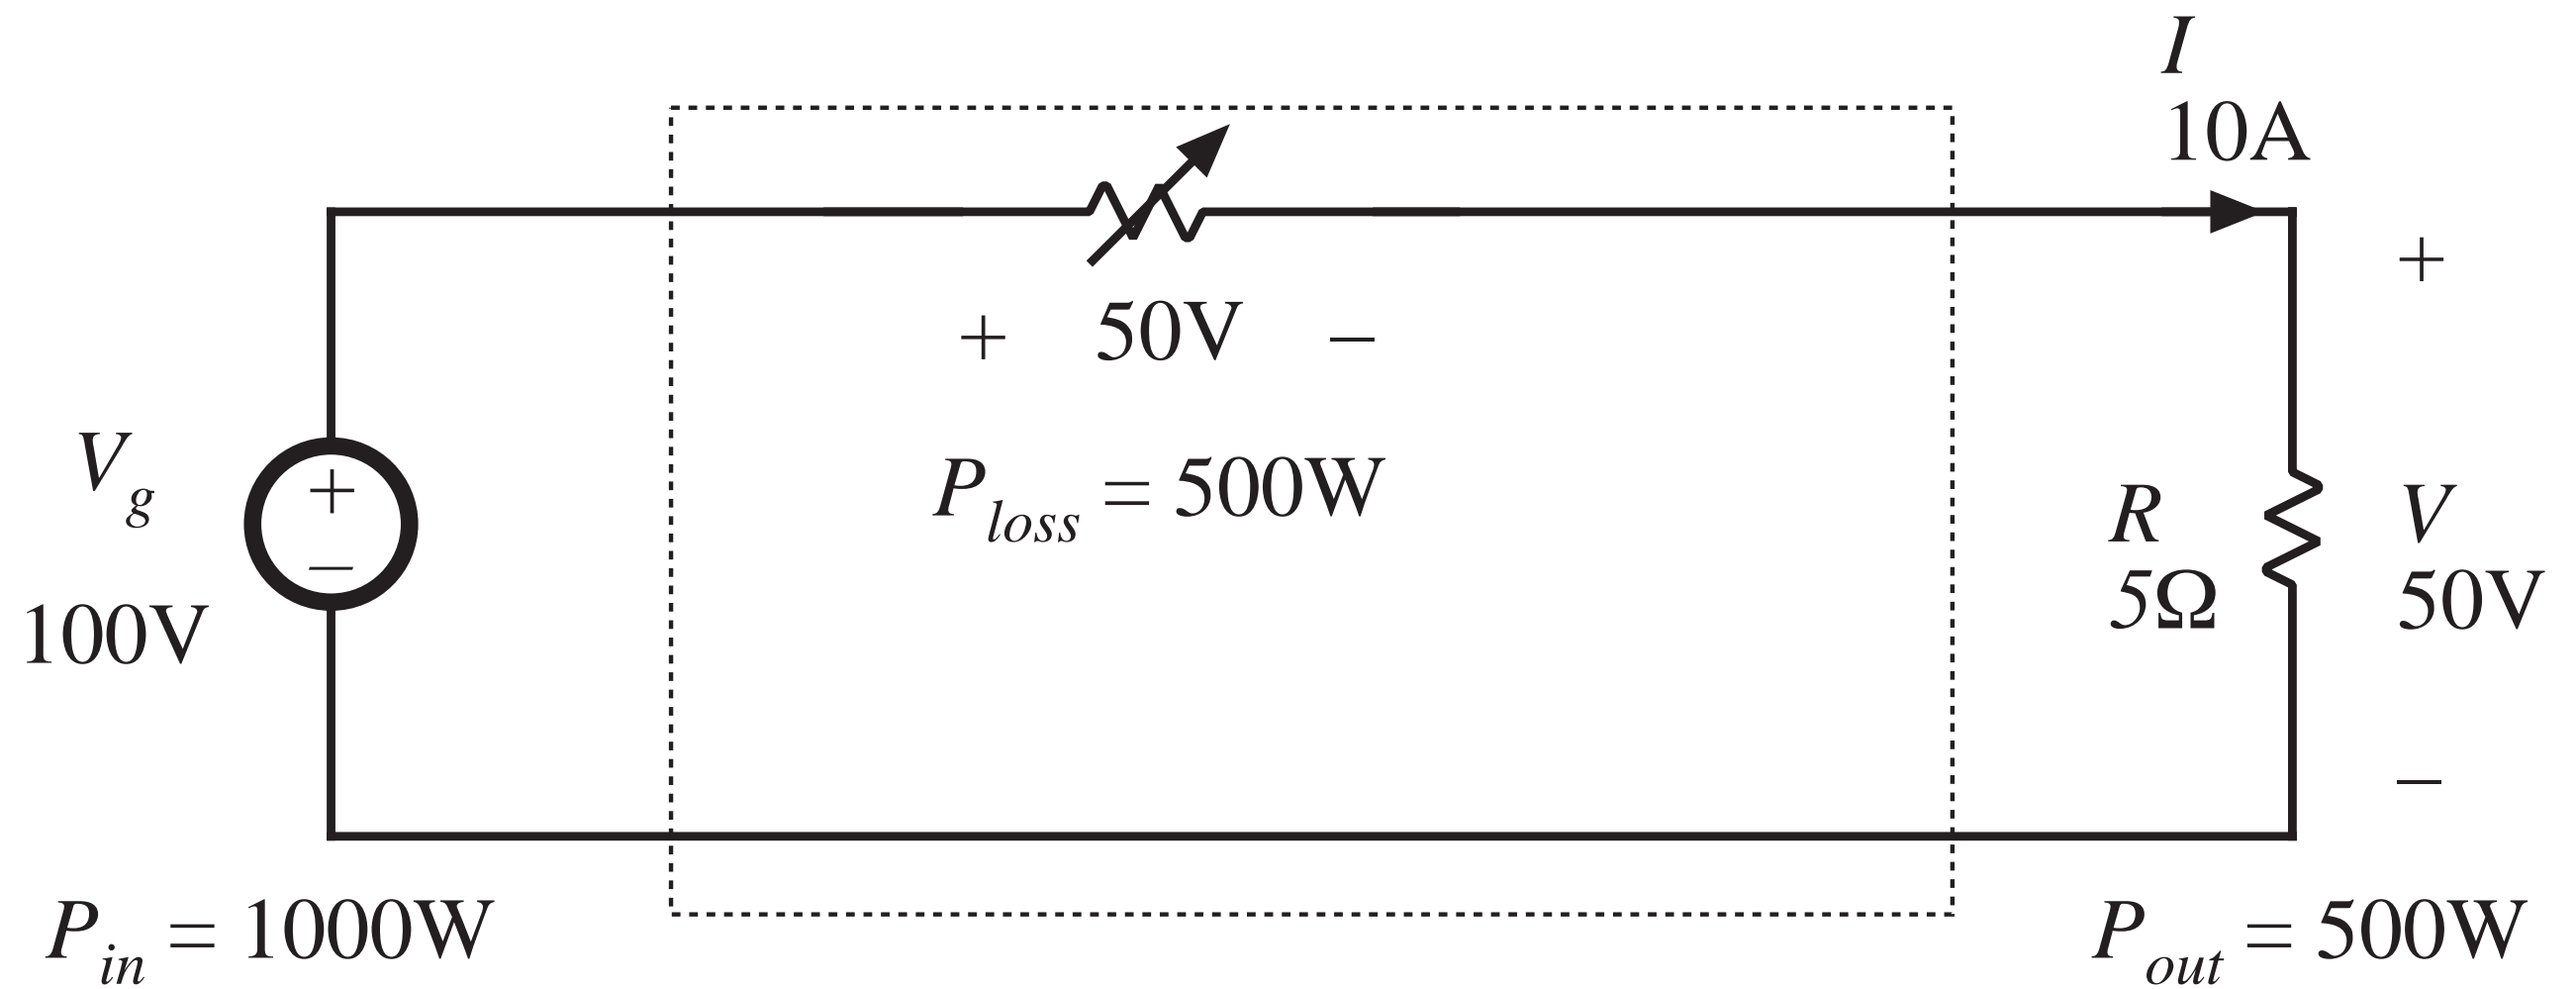 I
10A
+
+ 50V −
V_g
+
−
100V
P_loss = 500W
R
5Ω
V
50V
−
P_in = 1000W
P_out = 500W